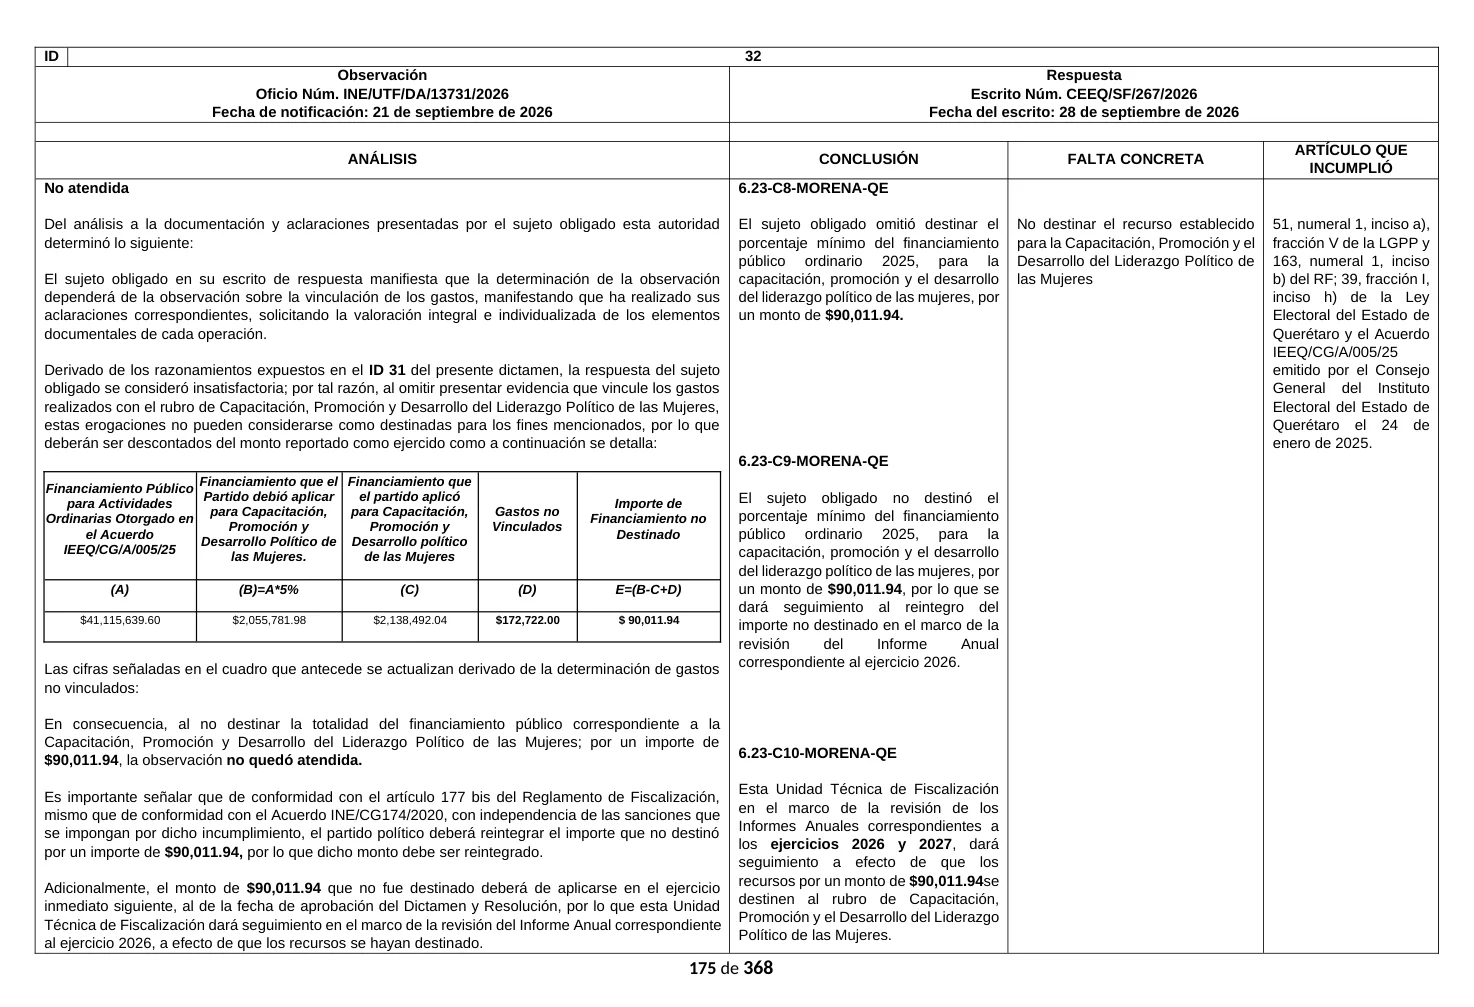 ID 32
Observación
Oficio Núm. INE/UTF/DA/13731/2026
Fecha de notificación: 21 de septiembre de 2026
Respuesta
Escrito Núm. CEEQ/SF/267/2026
Fecha del escrito: 28 de septiembre de 2026
ANÁLISIS
CONCLUSIÓN
FALTA CONCRETA
ARTÍCULO QUE
INCUMPLIÓ
No atendida
Del análisis a la documentación y aclaraciones presentadas por el sujeto obligado esta autoridad
determinó lo siguiente:
El sujeto obligado en su escrito de respuesta manifiesta que la determinación de la observación
dependerá de la observación sobre la vinculación de los gastos, manifestando que ha realizado sus
aclaraciones correspondientes, solicitando la valoración integral e individualizada de los elementos
documentales de cada operación.
Derivado de los razonamientos expuestos en el ID 31 del presente dictamen, la respuesta del sujeto
obligado se consideró insatisfactoria; por tal razón, al omitir presentar evidencia que vincule los gastos
realizados con el rubro de Capacitación, Promoción y Desarrollo del Liderazgo Político de las Mujeres,
estas erogaciones no pueden considerarse como destinadas para los fines mencionados, por lo que
deberán ser descontados del monto reportado como ejercido como a continuación se detalla:
Financiamiento Público
para Actividades
Ordinarias Otorgado en
el Acuerdo
IEEQ/CG/A/005/25
Financiamiento que el
Partido debió aplicar
para Capacitación,
Promoción y
Desarrollo Político de
las Mujeres.
Financiamiento que
el partido aplicó
para Capacitación,
Promoción y
Desarrollo político
de las Mujeres
Gastos no
Vinculados
Importe de
Financiamiento no
Destinado
(A) (B)=A*5% (C) (D) E=(B-C+D)
$41,115,639.60 $2,055,781.98 $2,138,492.04 $172,722.00 $ 90,011.94
Las cifras señaladas en el cuadro que antecede se actualizan derivado de la determinación de gastos
no vinculados:
En consecuencia, al no destinar la totalidad del financiamiento público correspondiente a la
Capacitación, Promoción y Desarrollo del Liderazgo Político de las Mujeres; por un importe de
$90,011.94, la observación no quedó atendida.
Es importante señalar que de conformidad con el artículo 177 bis del Reglamento de Fiscalización,
mismo que de conformidad con el Acuerdo INE/CG174/2020, con independencia de las sanciones que
se impongan por dicho incumplimiento, el partido político deberá reintegrar el importe que no destinó
por un importe de $90,011.94, por lo que dicho monto debe ser reintegrado.
Adicionalmente, el monto de $90,011.94 que no fue destinado deberá de aplicarse en el ejercicio
inmediato siguiente, al de la fecha de aprobación del Dictamen y Resolución, por lo que esta Unidad
Técnica de Fiscalización dará seguimiento en el marco de la revisión del Informe Anual correspondiente
al ejercicio 2026, a efecto de que los recursos se hayan destinado.
6.23-C8-MORENA-QE
El sujeto obligado omitió destinar el
porcentaje mínimo del financiamiento
público ordinario 2025, para la
capacitación, promoción y el desarrollo
del liderazgo político de las mujeres, por
un monto de $90,011.94.
6.23-C9-MORENA-QE
El sujeto obligado no destinó el
porcentaje mínimo del financiamiento
público ordinario 2025, para la
capacitación, promoción y el desarrollo
del liderazgo político de las mujeres, por
un monto de $90,011.94, por lo que se
dará seguimiento al reintegro del
importe no destinado en el marco de la
revisión del Informe Anual
correspondiente al ejercicio 2026.
6.23-C10-MORENA-QE
Esta Unidad Técnica de Fiscalización
en el marco de la revisión de los
Informes Anuales correspondientes a
los ejercicios 2026 y 2027, dará
seguimiento a efecto de que los
recursos por un monto de $90,011.94se
destinen al rubro de Capacitación,
Promoción y el Desarrollo del Liderazgo
Político de las Mujeres.
No destinar el recurso establecido
para la Capacitación, Promoción y el
Desarrollo del Liderazgo Político de
las Mujeres
51, numeral 1, inciso a),
fracción V de la LGPP y
163, numeral 1, inciso
b) del RF; 39, fracción I,
inciso h) de la Ley
Electoral del Estado de
Querétaro y el Acuerdo
IEEQ/CG/A/005/25
emitido por el Consejo
General del Instituto
Electoral del Estado de
Querétaro el 24 de
enero de 2025.
175 de 368